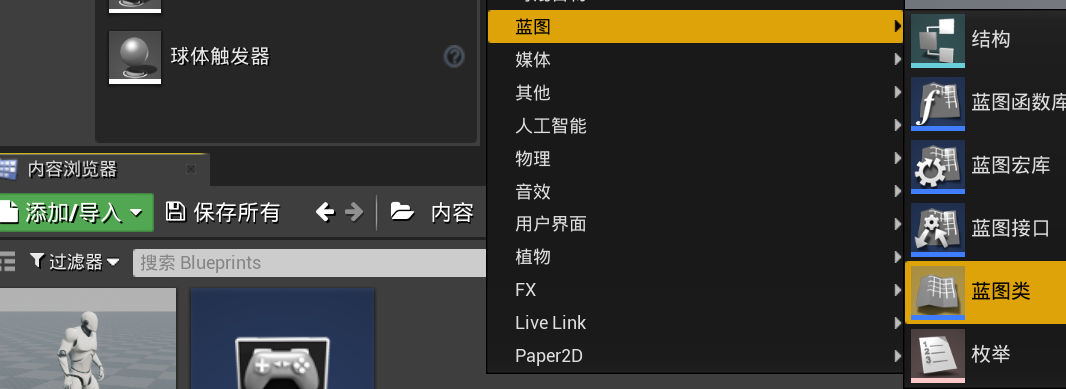 蓝图
结构
球体触发器
媒体
其他
蓝图函数库
人工智能
物理
蓝图宏库
内容浏览器
音效
添加/导入
保存所有
内容
用户界面
蓝图接口
植物
过滤器
搜索 Blueprints
FX
蓝图类
Live Link
Paper2D
枚举